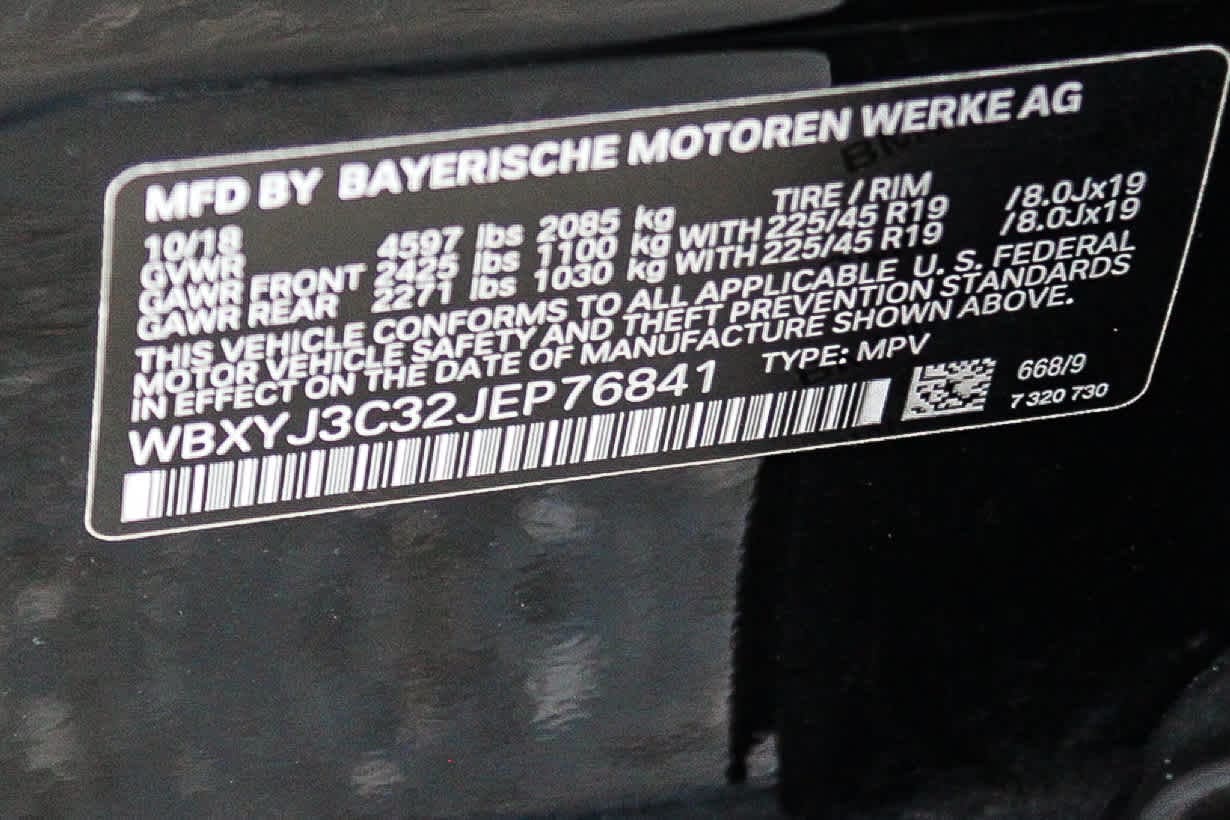 MFD BY BAYERISCHE MOTOREN WERKE AG
10/18 TIRE / RIM
GVWR 4597 lbs 2085 kg
GAWR FRONT 2425 lbs 1100 kg WITH 225/45 R19 /8.0Jx19
GAWR REAR 2271 lbs 1030 kg WITH 225/45 R19 /8.0Jx19
THIS VEHICLE CONFORMS TO ALL APPLICABLE U. S. FEDERAL
MOTOR VEHICLE SAFETY AND THEFT PREVENTION STANDARDS
IN EFFECT ON THE DATE OF MANUFACTURE SHOWN ABOVE.
WBXYJ3C32JEP76841 TYPE: MPV
668/9
7 320 730